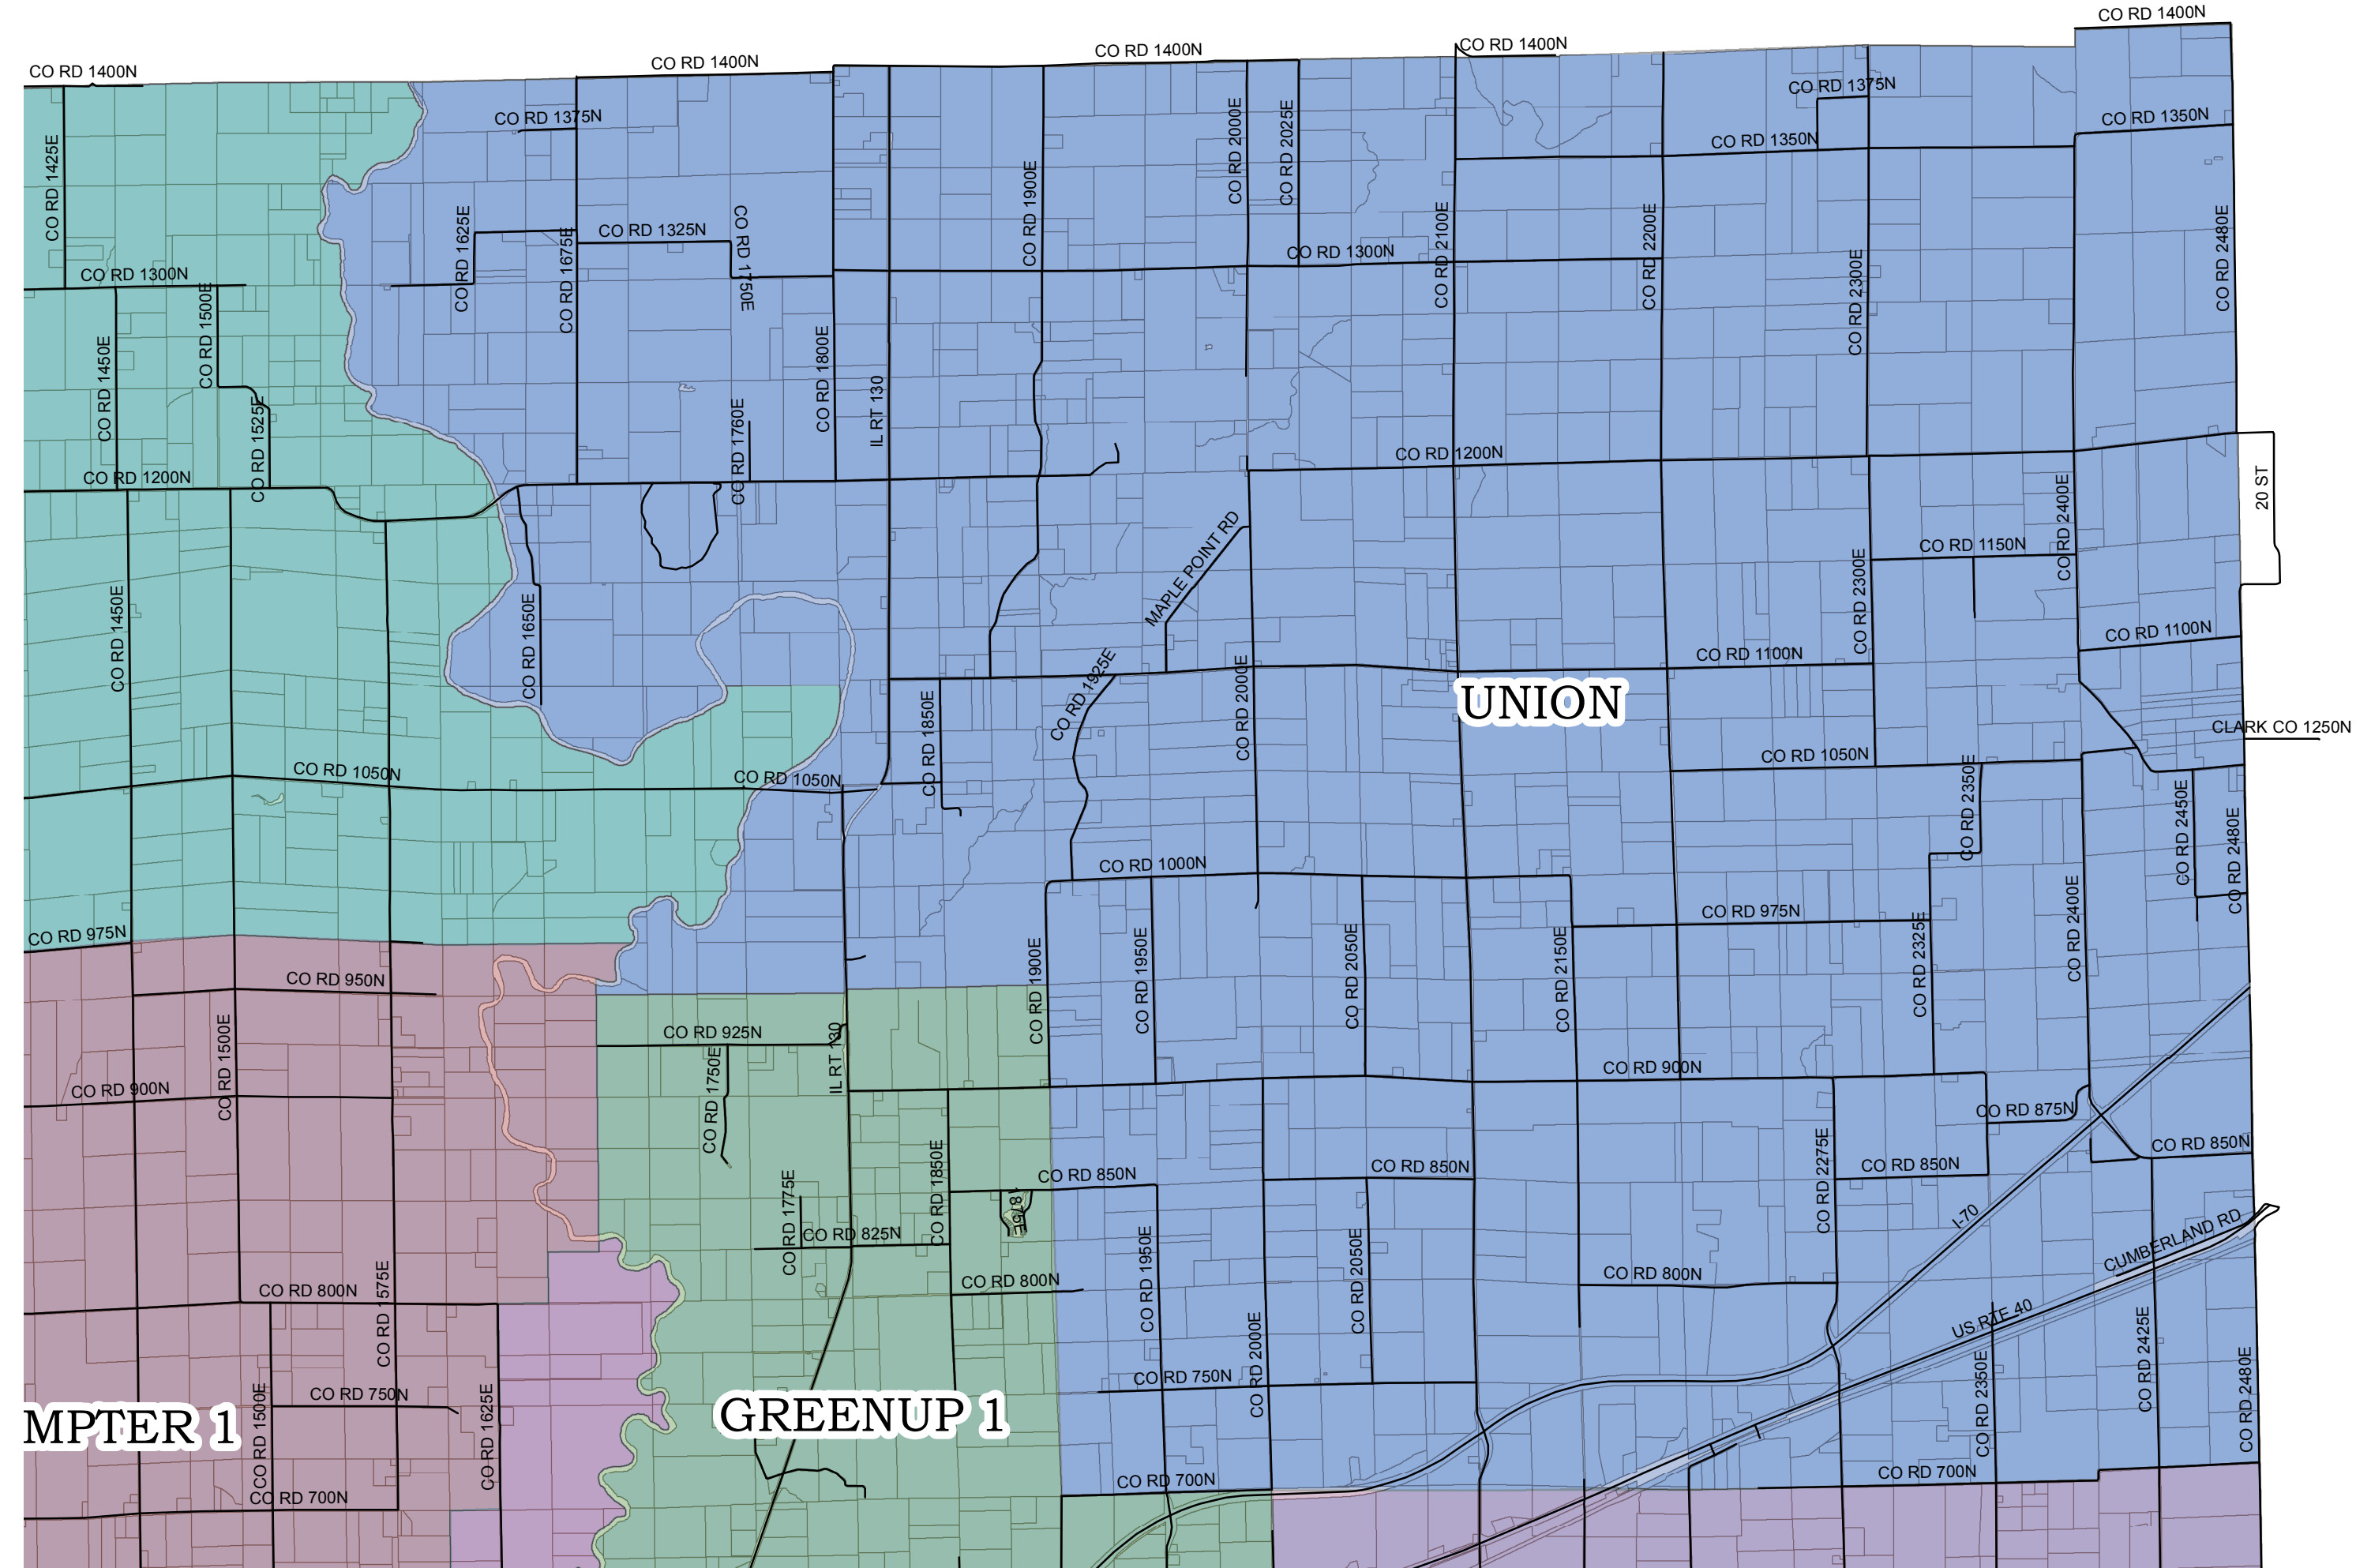 CO RD 1400N
CO RD 1400N
CO RD 1400N
CO RD 1400N
CO RD 1400N
CO RD 1375N
CO RD 1375N
CO RD 1350N
CO RD 1350N
CO RD 1425E
CO RD 1625E
CO RD 1675E
CO RD 1325N
CO RD 1750E
CO RD 1900E
CO RD 2000E
CO RD 2025E
CO RD 1300N
CO RD 2100E
CO RD 2200E
CO RD 2300E
CO RD 2480E
CO RD 1300N
CO RD 1450E
CO RD 1500E
CO RD 1525E
CO RD 1760E
CO RD 1800E
IL RT 130
CO RD 1200N
CO RD 1200N
20 ST
CO RD 2400E
CO RD 1150N
MAPLE POINT RD
CO RD 1450E
CO RD 1650E
CO RD 2300E
CO RD 1100N
CO RD 1100N
CO RD 1925E
CO RD 2000E
CO RD 1850E
UNION
CLARK CO 1250N
CO RD 1050N
CO RD 1050N
CO RD 1050N
CO RD 2350E
CO RD 2450E
CO RD 2480E
CO RD 1000N
CO RD 975N
CO RD 975N
CO RD 1900E
CO RD 1950E
CO RD 2050E
CO RD 2150E
CO RD 2325E
CO RD 2400E
CO RD 950N
CO RD 925N
IL RT 130
CO RD 1500E
CO RD 1750E
CO RD 900N
CO RD 900N
CO RD 875N
CO RD 850N
CO RD 850N
CO RD 850N
CO RD 850N
CO RD 2275E
CO RD 1775E
CO RD 1850E
1875E
CO RD 825N
I-70
CUMBERLAND RD
CO RD 800N
CO RD 800N
CO RD 800N
CO RD 1575E
CO RD 1950E
CO RD 2050E
CO RD 2000E
US RTE 40
CO RD 2350E
CO RD 2425E
CO RD 2480E
CO RD 750N
CO RD 750N
CO RD 1500E
CO RD 1625E
MPTER 1
GREENUP 1
CO RD 700N
CO RD 700N
CO RD 700N